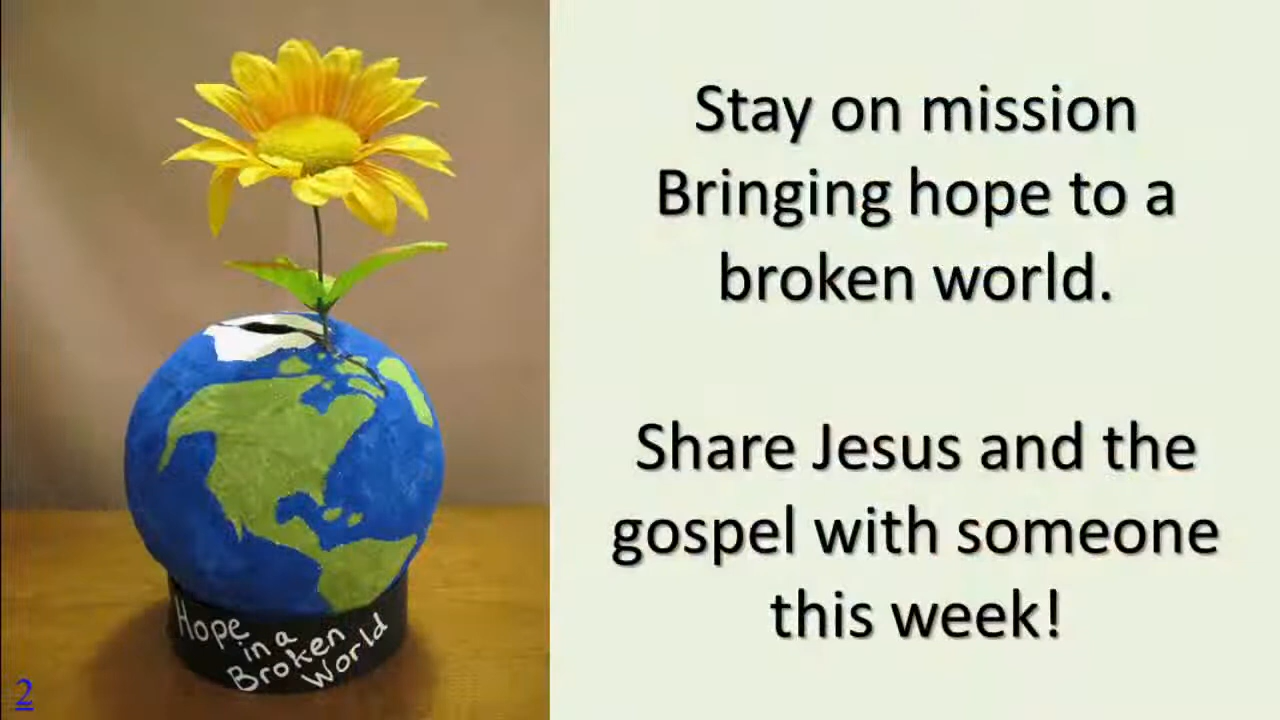 Stay on mission
Bringing hope to a
broken world.
Share Jesus and the
gospel with someone
this week!
Hope
in a
Broken
World
2